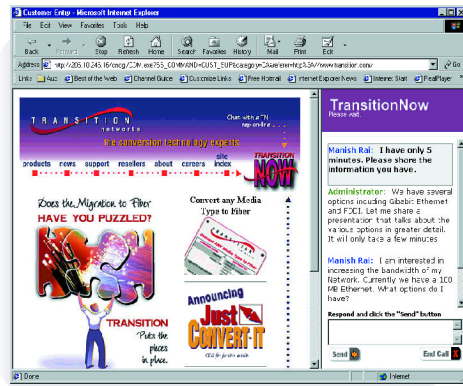 Customer Entry - Microsoft Internet Explorer
File Edit View Favorites Tools Help
Back Forward Stop Refresh Home Search Favorites History Mail Print Edit
Address
Go
Links Best of the Web Channel Guide Customize Links Free Hotmail Internet Explorer News Internet Start RealPlayer
TRANSITION
networks
Chat with a TN
rep online...
the conversion technology experts
products news support resellers about careers site index
TRANSITION
NOW
Does the Migration to Fiber
HAVE YOU PUZZLED?
TRANSITION
Puts the
pieces
in place.
Convert any Media
Type to Fiber
Announcing
Just
CONVERT-IT
TransitionNow
Please wait.
Manish Rai: I have only 5
minutes. Please share the
information you have.
Administrator: We have several
options incuding Gigabit Ethernet
and FDDI. Let me share a
presentation that talks about the
various options in greater detail.
It will only take a few minutes
Manish Rai: I am interested in
increasing the bandwidth of my
Network. Currently we have a 100
MB Ethernet. What options do I
have?
Respond and click the "Send" button
Send
End Call X
Done
Internet